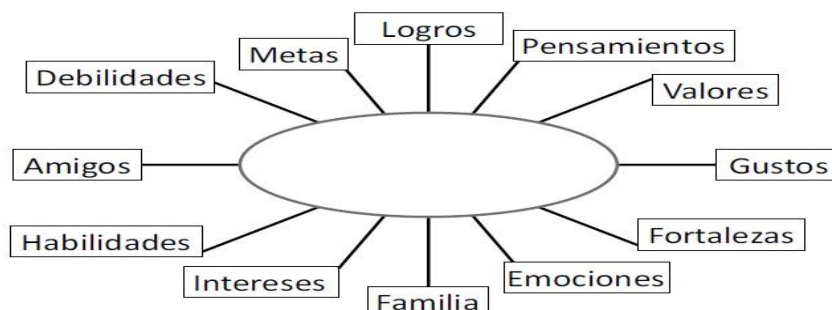 Logros
Metas
Pensamientos
Debilidades
Valores
Amigos
Gustos
Habilidades
Fortalezas
Intereses
Emociones
Familia